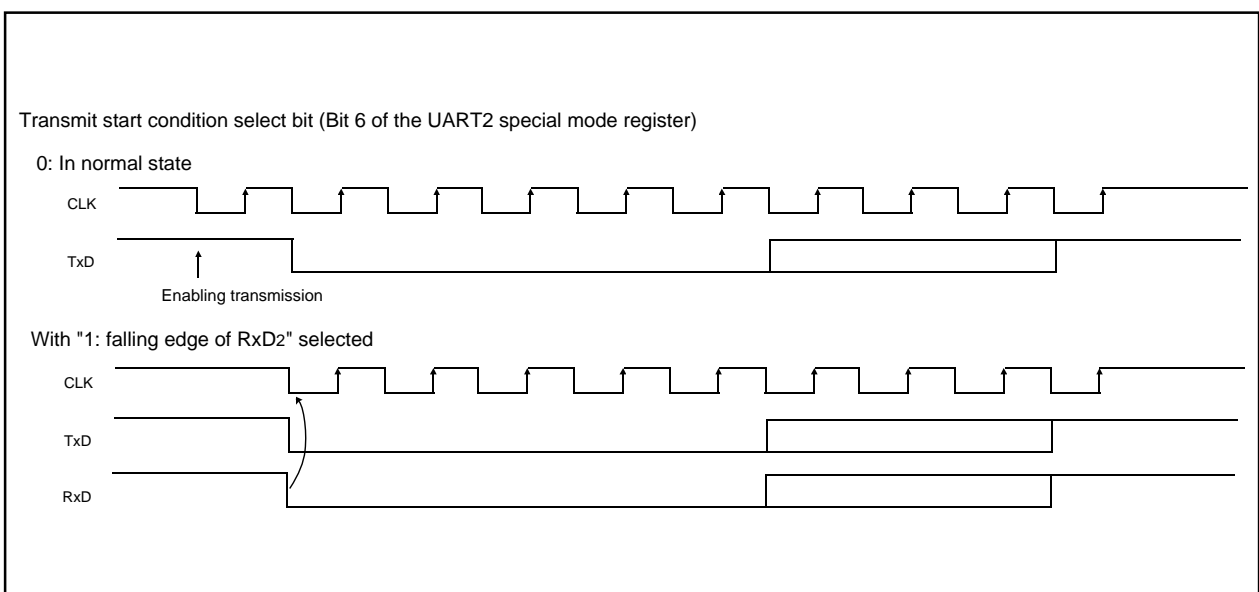 Transmit start condition select bit (Bit 6 of the UART2 special mode register)
0: In normal state
CLK
TxD
Enabling transmission
With "1: falling edge of RxD2" selected
CLK
TxD
RxD